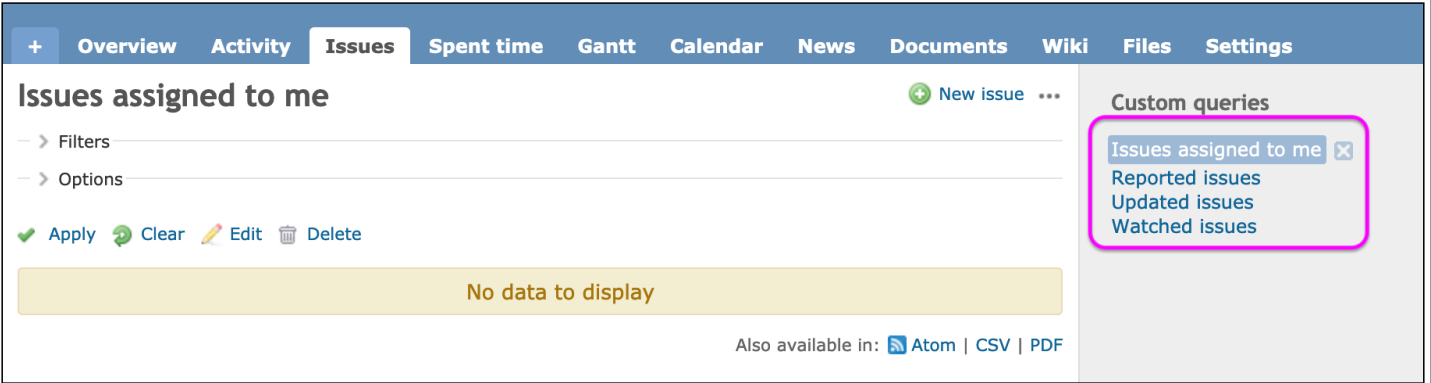 + Overview Activity Issues Spent time Gantt Calendar News Documents Wiki Files Settings
Issues assigned to me
New issue ...
Filters
Options
Apply Clear Edit Delete
No data to display
Also available in: Atom | CSV | PDF
Custom queries
Issues assigned to me
Reported issues
Updated issues
Watched issues